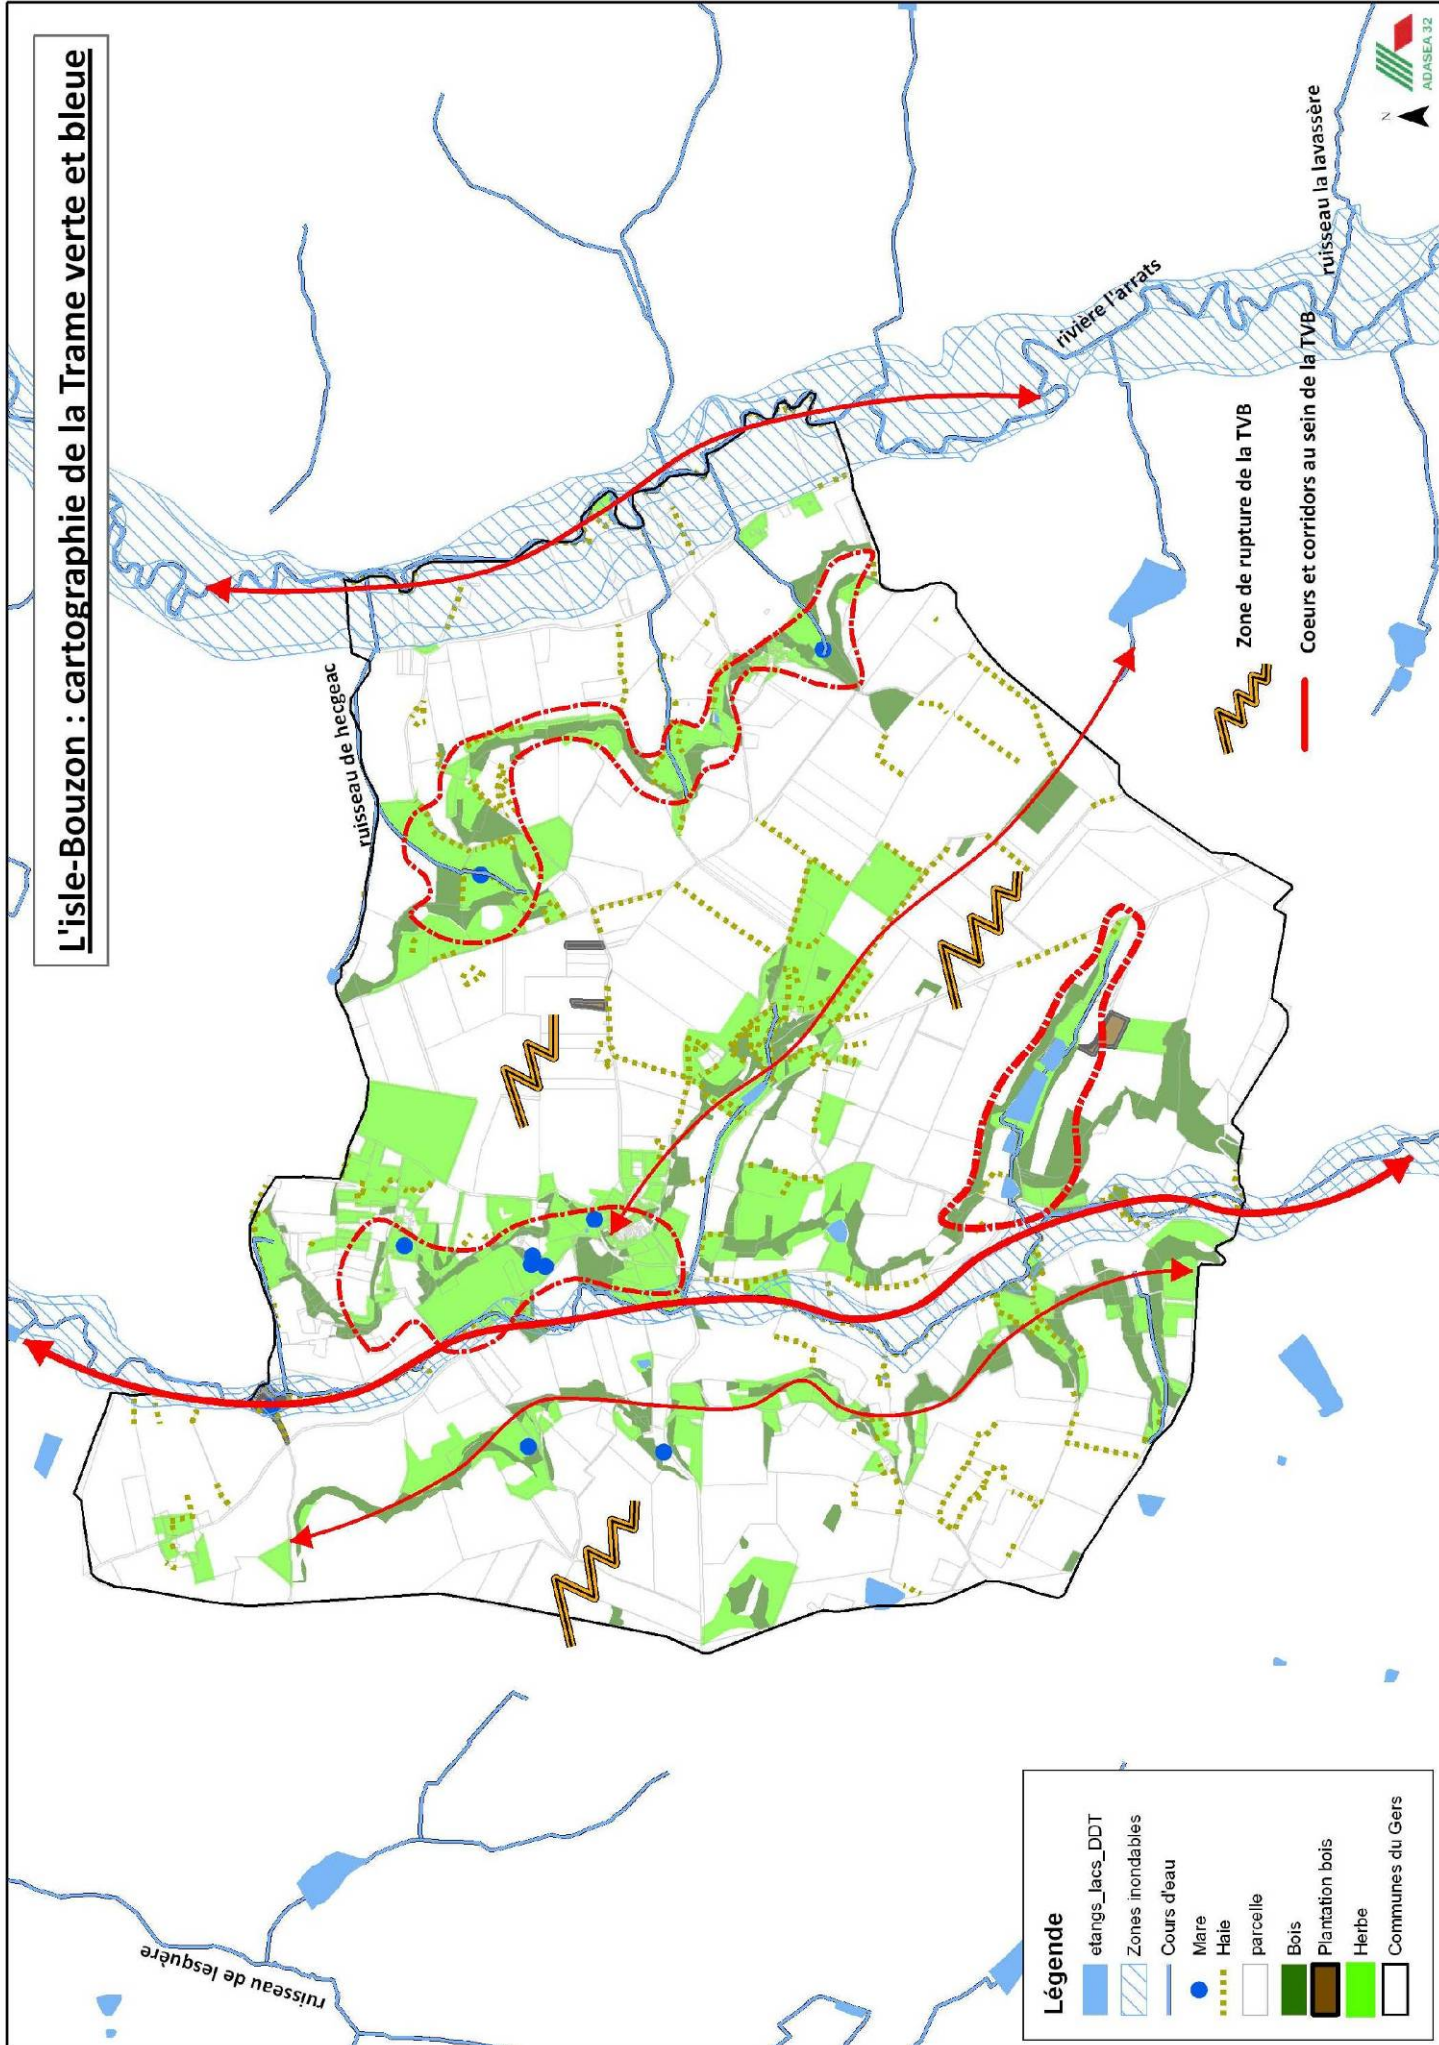 L'isle-Bouzon : cartographie de la Trame verte et bleue
ruisseau de lesquère
ruisseau de hecgeac
rivière l'arrats
ruisseau la lavassère
Légende
etangs_lacs_DDT
Zones inondables
Cours d'eau
Mare
Haie
parcelle
Bois
Plantation bois
Herbe
Communes du Gers
Zone de rupture de la TVB
Coeurs et corridors au sein de la TVB
N
ADASEA 32